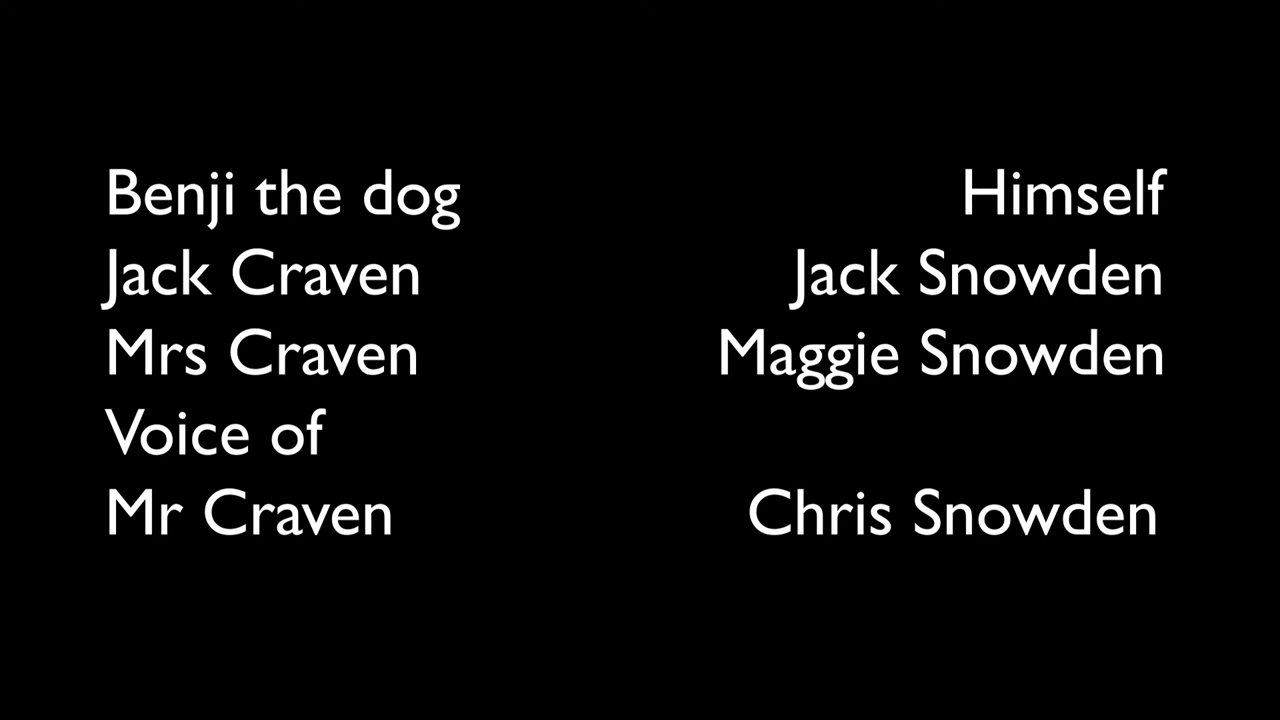 Benji the dog Himself
Jack Craven Jack Snowden
Mrs Craven Maggie Snowden
Voice of
Mr Craven Chris Snowden